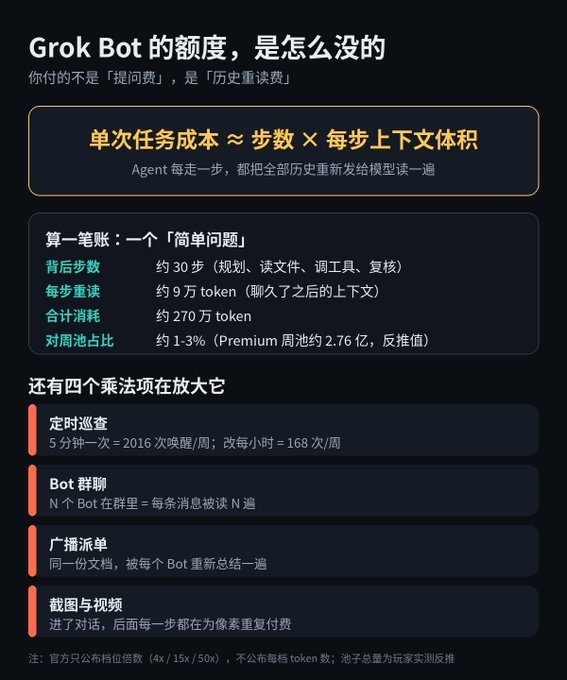 Grok Bot 的额度，是怎么没的
你付的不是「提问费」，是「历史重读费」
单次任务成本 ≈ 步数 × 每步上下文体积
Agent 每走一步，都把全部历史重新发给模型读一遍
算一笔账：一个「简单问题」
背后步数 约 30 步（规划、读文件、调工具、复核）
每步重读 约 9 万 token（聊久了之后的上下文）
合计消耗 约 270 万 token
对周池占比 约 1-3%（Premium 周池约 2.76 亿，反推值）
还有四个乘法项在放大它
定时巡查
5 分钟一次 = 2016 次唤醒/周；改每小时 = 168 次/周
Bot 群聊
N 个 Bot 在群里 = 每条消息被读 N 遍
广播派单
同一份文档，被每个 Bot 重新总结一遍
截图与视频
进了对话，后面每一步都在为像素重复付费
注：官方只公布档位倍数（4x / 15x / 50x），不公布每档 token 数；池子总量为玩家实测反推